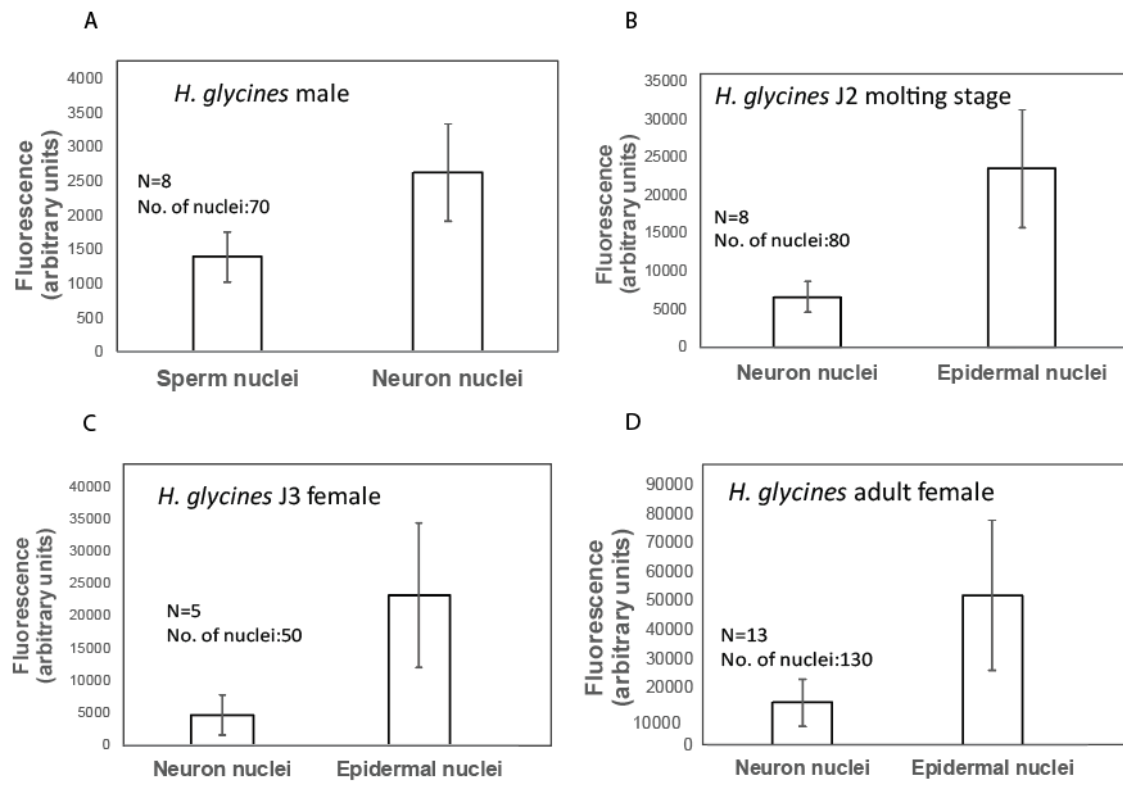 A
Fluorescence
(arbitrary units)
4000
3500
3000
2500
2000
1500
1000
500
0
H. glycines male
N=8
No. of nuclei:70
Sperm nuclei
Neuron nuclei
B
Fluorescence
(arbitrary units)
35000
30000
25000
20000
15000
10000
5000
0
H. glycines J2 molting stage
N=8
No. of nuclei:80
Neuron nuclei
Epidermal nuclei
C
Fluorescence
(arbitrary units)
40000
35000
30000
25000
20000
15000
10000
5000
0
H. glycines J3 female
N=5
No. of nuclei:50
Neuron nuclei
Epidermal nuclei
D
Fluorescence
(arbitrary units)
90000
80000
70000
60000
50000
40000
30000
20000
10000
0
H. glycines adult female
N=13
No. of nuclei:130
Neuron nuclei
Epidermal nuclei